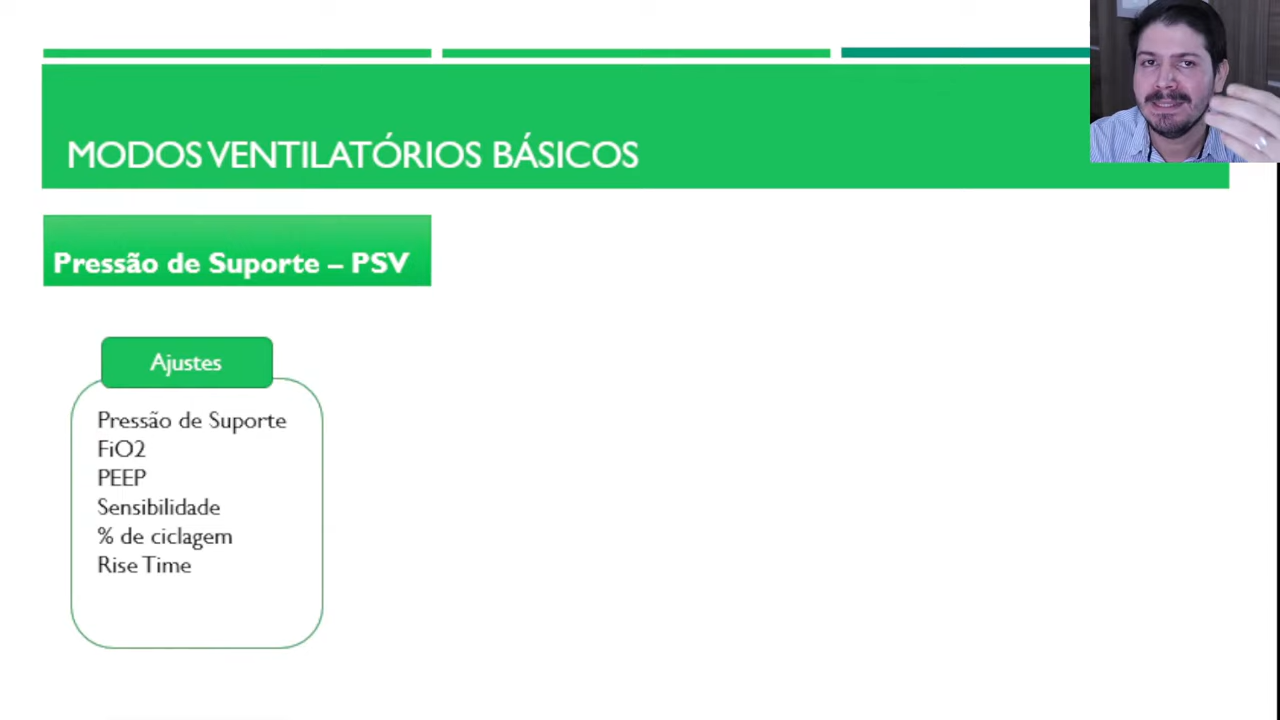 MODOS VENTILATÓRIOS BÁSICOS
Pressão de Suporte – PSV
Ajustes
Pressão de Suporte
FiO2
PEEP
Sensibilidade
% de ciclagem
Rise Time